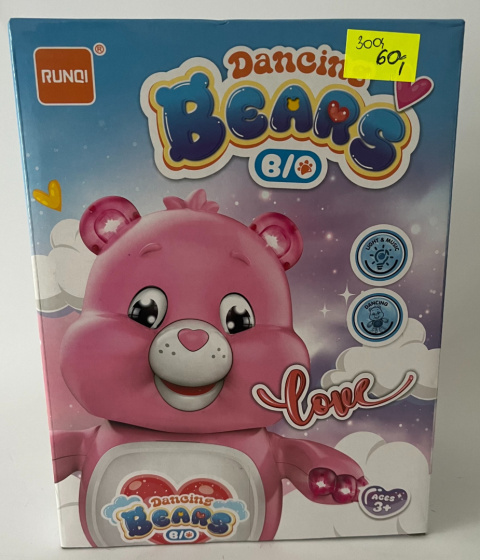 RUNQI ®
300,
60,
Dancing
BEARS
B/O
LIGHT & MUSIC
DANCING
Love
AGES
3+
Dancing
BEARS
B/O